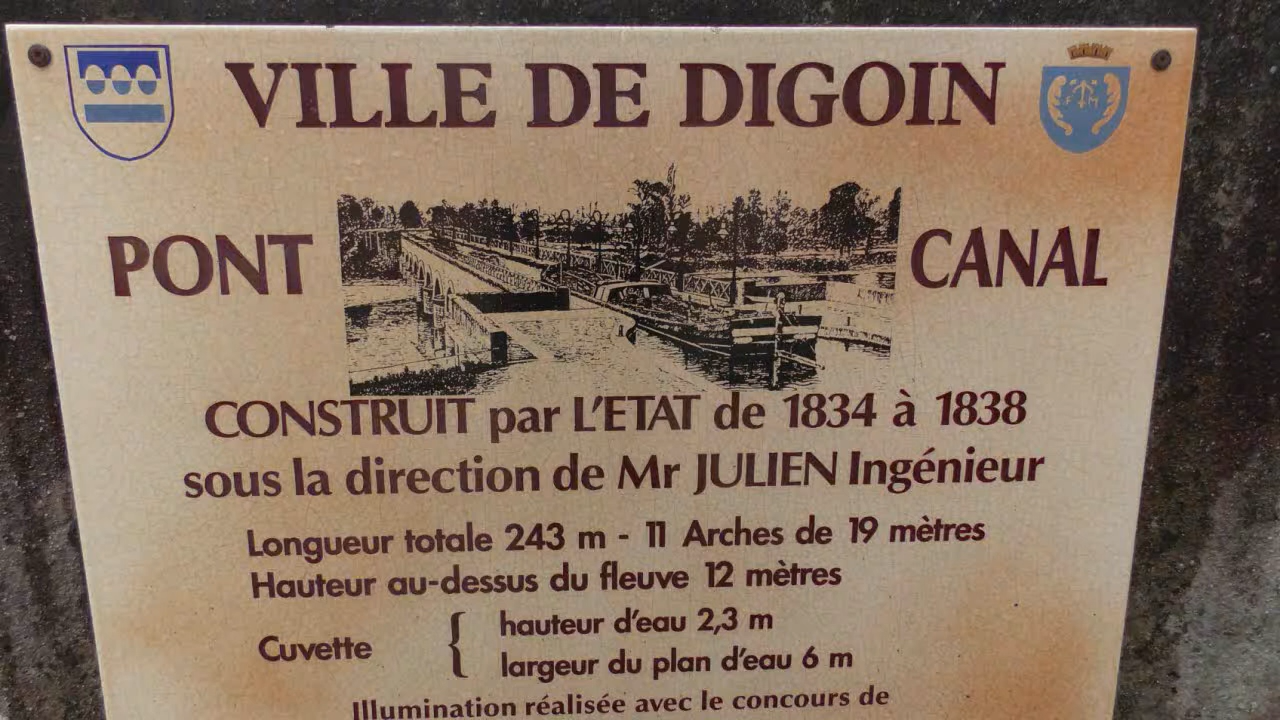 VILLE DE DIGOIN
PONT CANAL
CONSTRUIT par L'ETAT de 1834 à 1838
sous la direction de Mr JULIEN Ingénieur
Longueur totale 243 m - 11 Arches de 19 mètres
Hauteur au-dessus du fleuve 12 mètres
Cuvette { hauteur d'eau 2,3 m
largeur du plan d'eau 6 m
Illumination réalisée avec le concours de